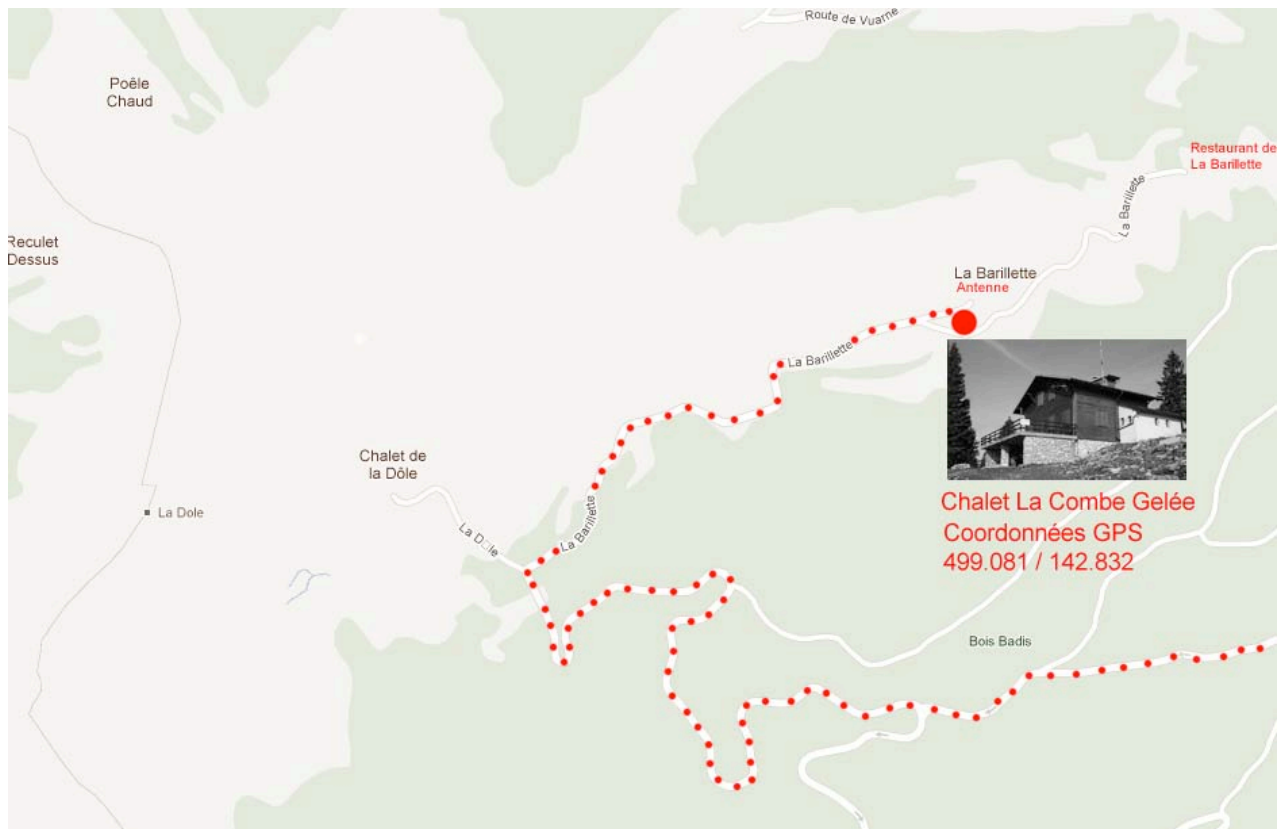 Route de Vuarne
Poêle
Chaud
Restaurant de
La Barillette
La Barillette
Reculet
Dessus
La Barillette
Antenne
La Barillette
Chalet de
la Dôle
Chalet La Combe Gelée
Coordonnées GPS
499.081 / 142.832
La Dole
La D□le
La Barillette
Bois Badis